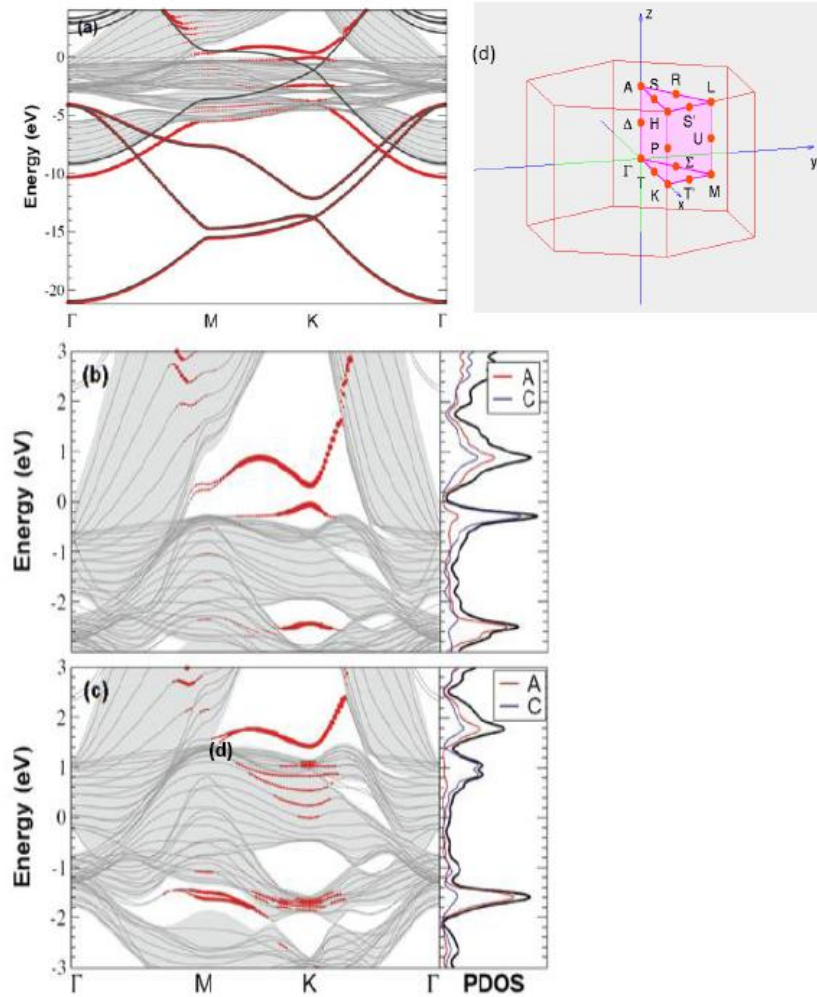 (a)
Energy (eV)
0
-5
-10
-15
-20
Γ M K Γ
(d)
z
A S R L
Δ H S'
P U
y
Γ Σ
T K T' M
x
(b)
Energy (eV)
3
2
1
0
-1
-2
A
C
(c)
(d)
Energy (eV)
3
2
1
0
-1
-2
-3
A
C
Γ M K Γ PDOS